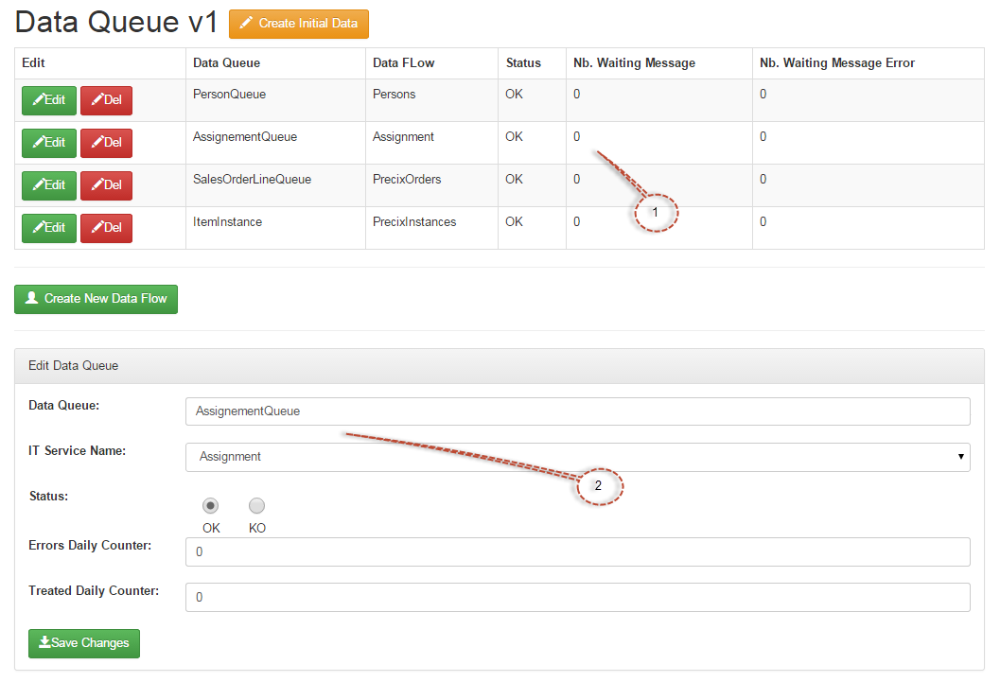 Data Queue v1 Create Initial Data
Edit Data Queue Data FLow Status Nb. Waiting Message Nb. Waiting Message Error
Edit Del PersonQueue Persons OK 0 0
Edit Del AssignementQueue Assignment OK 0 0
Edit Del SalesOrderLineQueue PrecixOrders OK 0 0
1
Edit Del ItemInstance PrecixInstances OK 0 0
Create New Data Flow
Edit Data Queue
Data Queue: AssignementQueue
IT Service Name: Assignment
2
Status:
OK KO
Errors Daily Counter: 0
Treated Daily Counter: 0
Save Changes